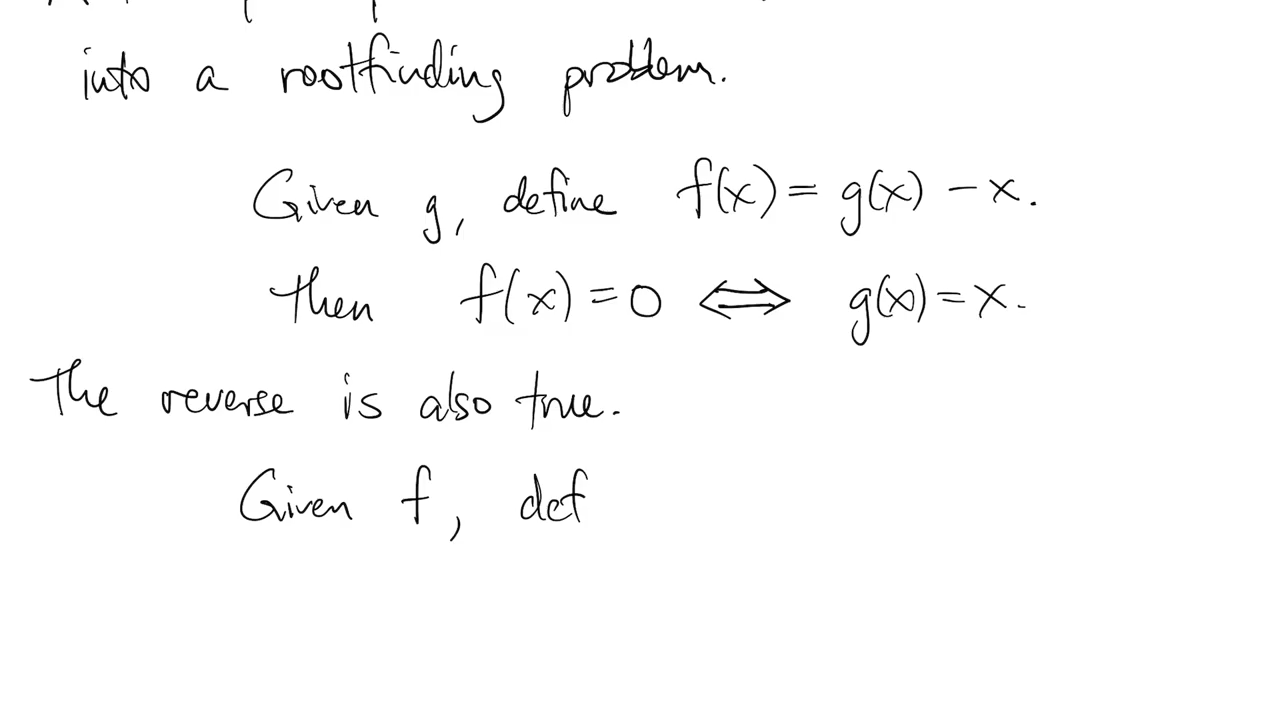 into a rootfinding problem.
Given g, define f(x) = g(x) - x.
then f(x) = 0 ⟺ g(x) = x.
The reverse is also true.
Given f, def